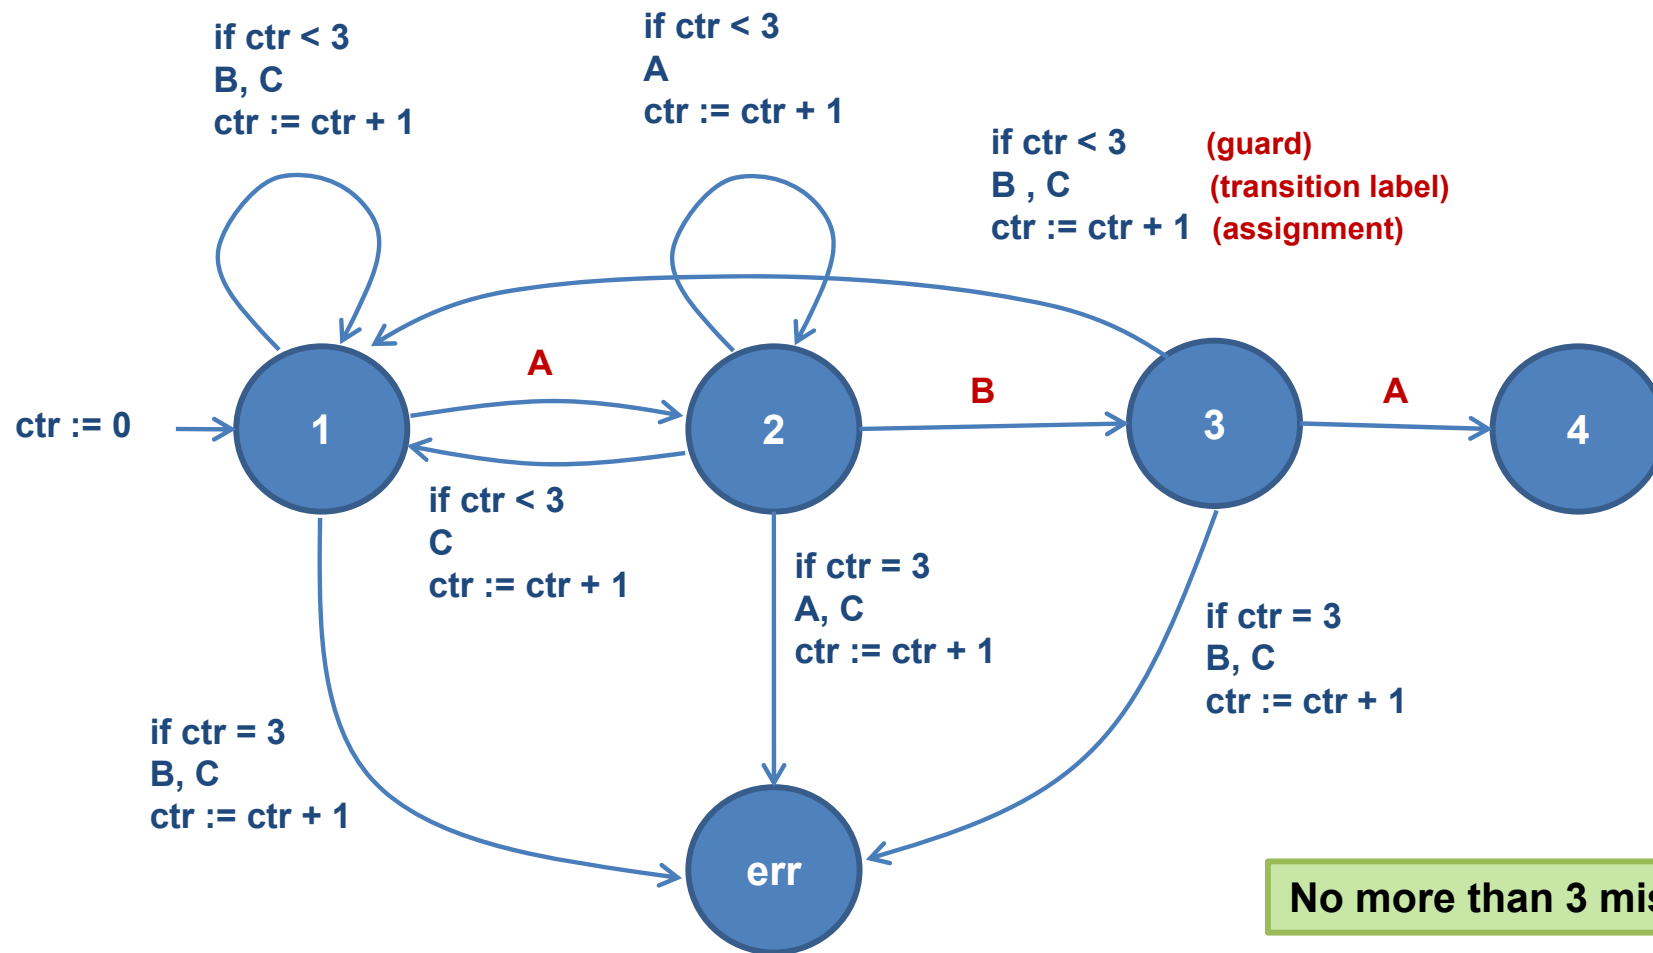 if ctr < 3
B, C
ctr := ctr + 1
if ctr < 3
A
ctr := ctr + 1
if ctr < 3 (guard)
B , C (transition label)
ctr := ctr + 1 (assignment)
ctr := 0
1
A
2
B
3
A
4
if ctr < 3
C
ctr := ctr + 1
if ctr = 3
A, C
ctr := ctr + 1
if ctr = 3
B, C
ctr := ctr + 1
if ctr = 3
B, C
ctr := ctr + 1
err
No more than 3